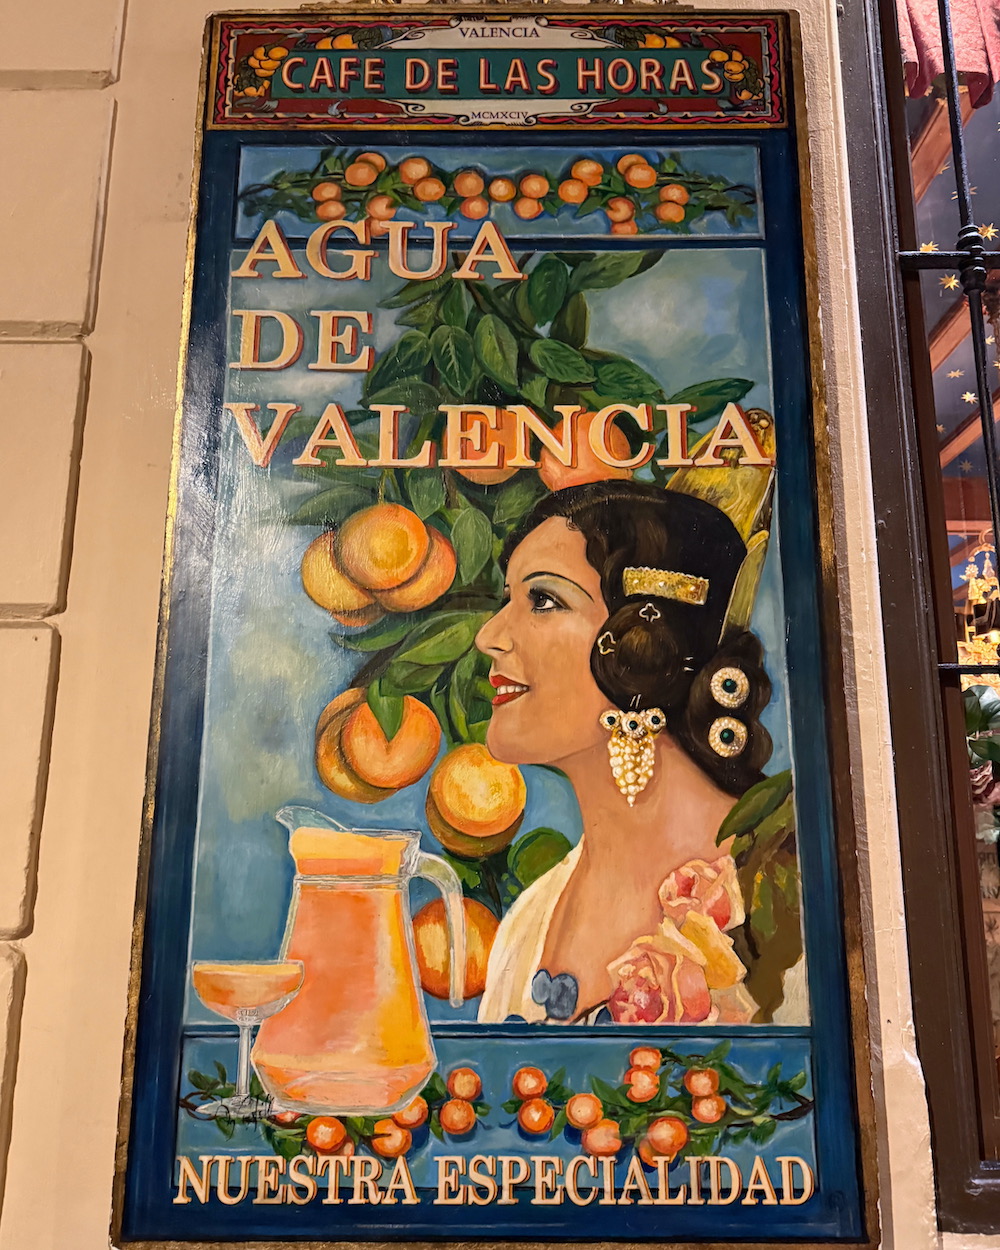 VALENCIA
CAFE DE LAS HORAS
MCMXCIV
AGUA
DE
VALENCIA
NUESTRA ESPECIALIDAD